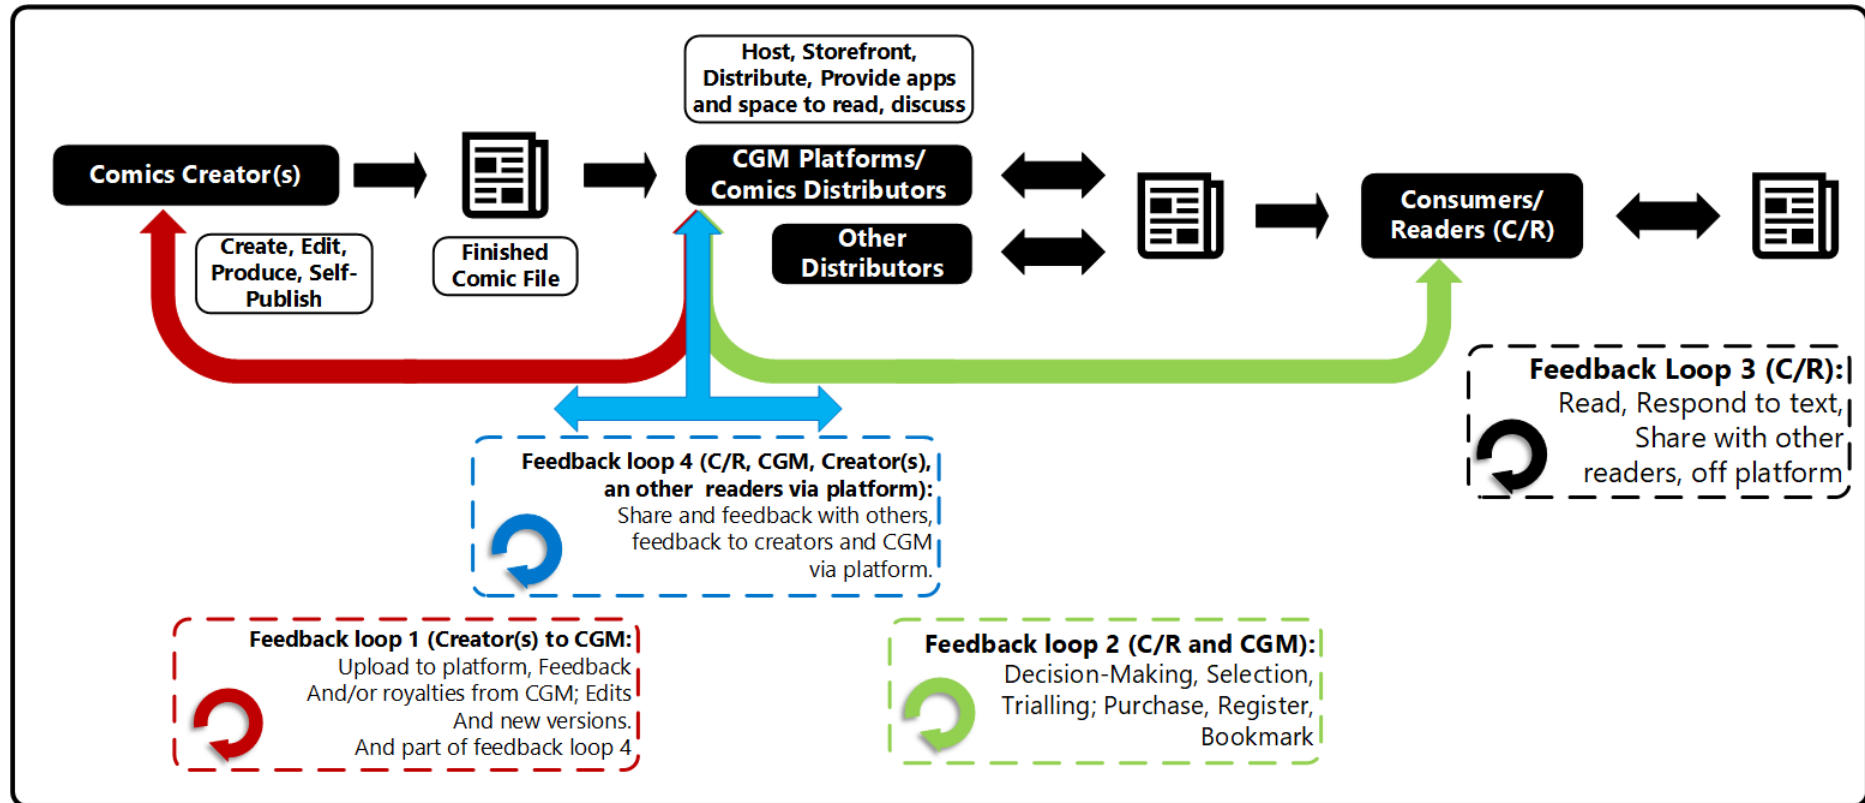 Host, Storefront,
Distribute, Provide apps
and space to read, discuss
Comics Creator(s)
CGM Platforms/
Comics Distributors
Consumers/
Readers (C/R)
Create, Edit,
Produce, Self-
Publish
Finished
Comic File
Other
Distributors
Feedback Loop 3 (C/R):
Read, Respond to text,
Share with other
readers, off platform
Feedback loop 4 (C/R, CGM, Creator(s),
an other readers via platform):
Share and feedback with others,
feedback to creators and CGM
via platform.
Feedback loop 1 (Creator(s) to CGM:
Upload to platform, Feedback
And/or royalties from CGM; Edits
And new versions.
And part of feedback loop 4
Feedback loop 2 (C/R and CGM):
Decision-Making, Selection,
Trialling; Purchase, Register,
Bookmark